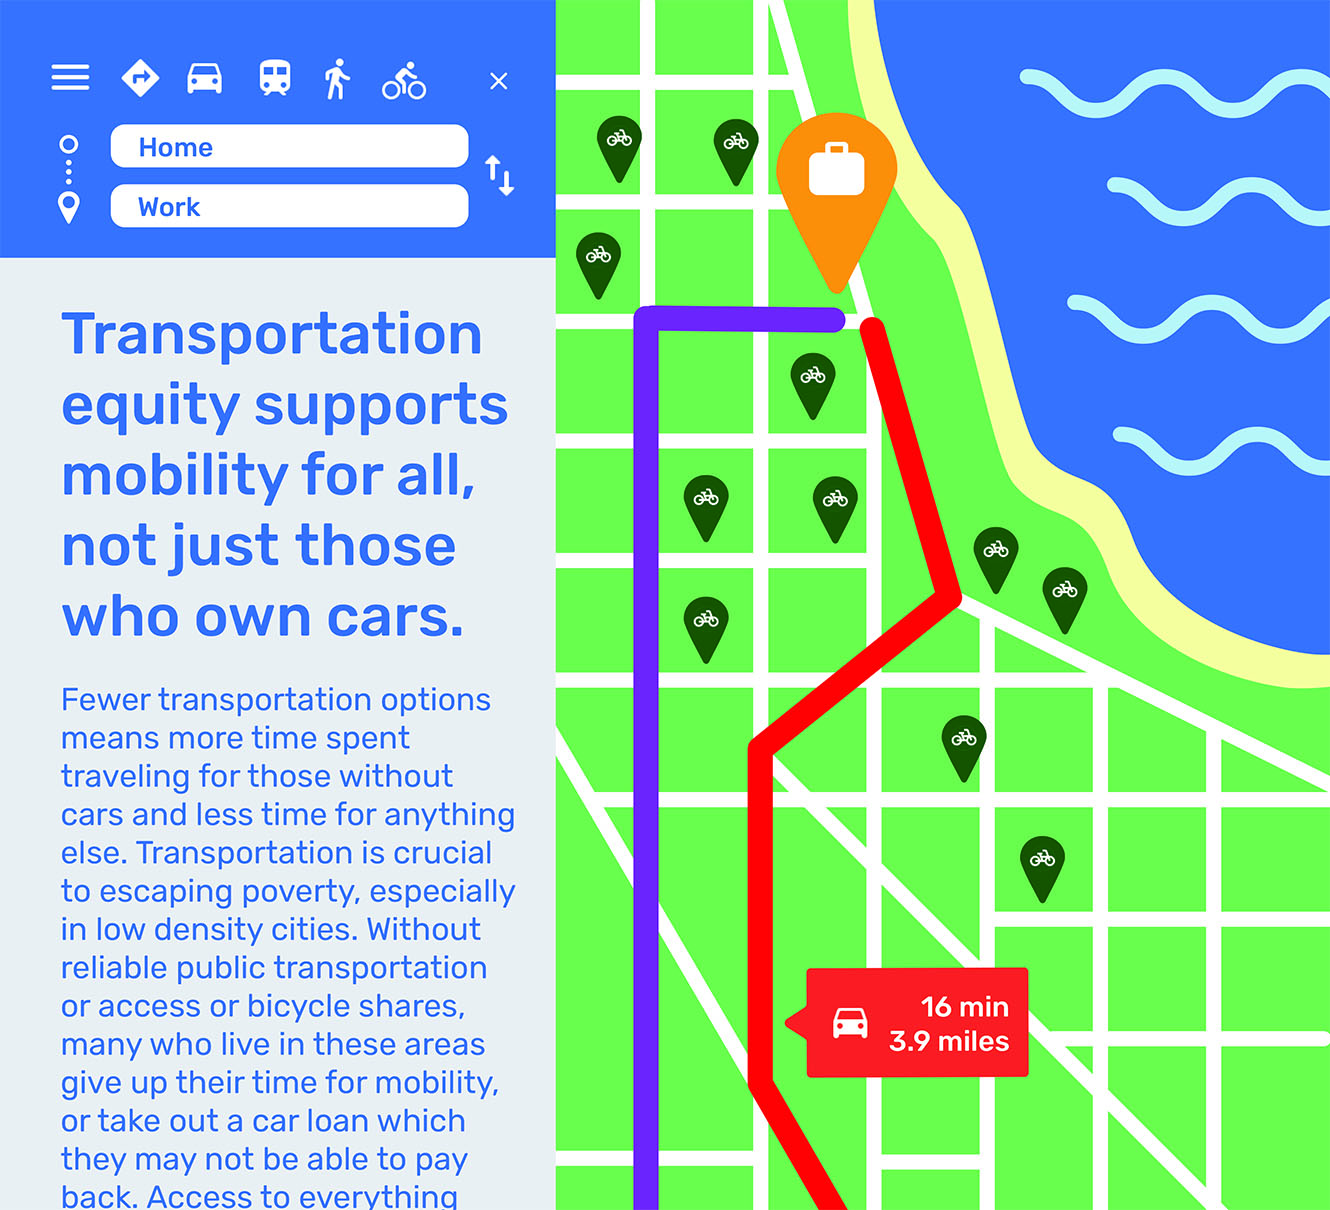 Home
Work
Transportation
equity supports
mobility for all,
not just those
who own cars.
Fewer transportation options
means more time spent
traveling for those without
cars and less time for anything
else. Transportation is crucial
to escaping poverty, especially
in low density cities. Without
reliable public transportation
or access or bicycle shares,
many who live in these areas
give up their time for mobility,
or take out a car loan which
they may not be able to pay
back. Access to everything
16 min
3.9 miles